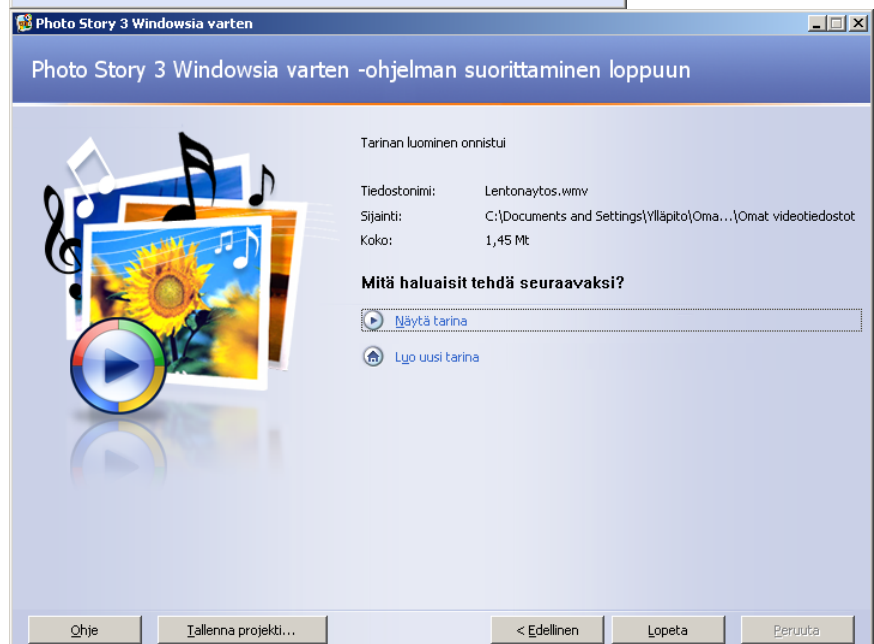 Photo Story 3 Windowsia varten
Photo Story 3 Windowsia varten -ohjelman suorittaminen loppuun
Tarinan luominen onnistui
Tiedostonimi: Lentonaytos.wmv
Sijainti: C:\Documents and Settings\Ylläpito\Oma...\Omat videotiedostot
Koko: 1,45 Mt
Mitä haluaisit tehdä seuraavaksi?
Näytä tarina
Luo uusi tarina
Ohje Tallenna projekti... < Edellinen Lopeta Peruuta